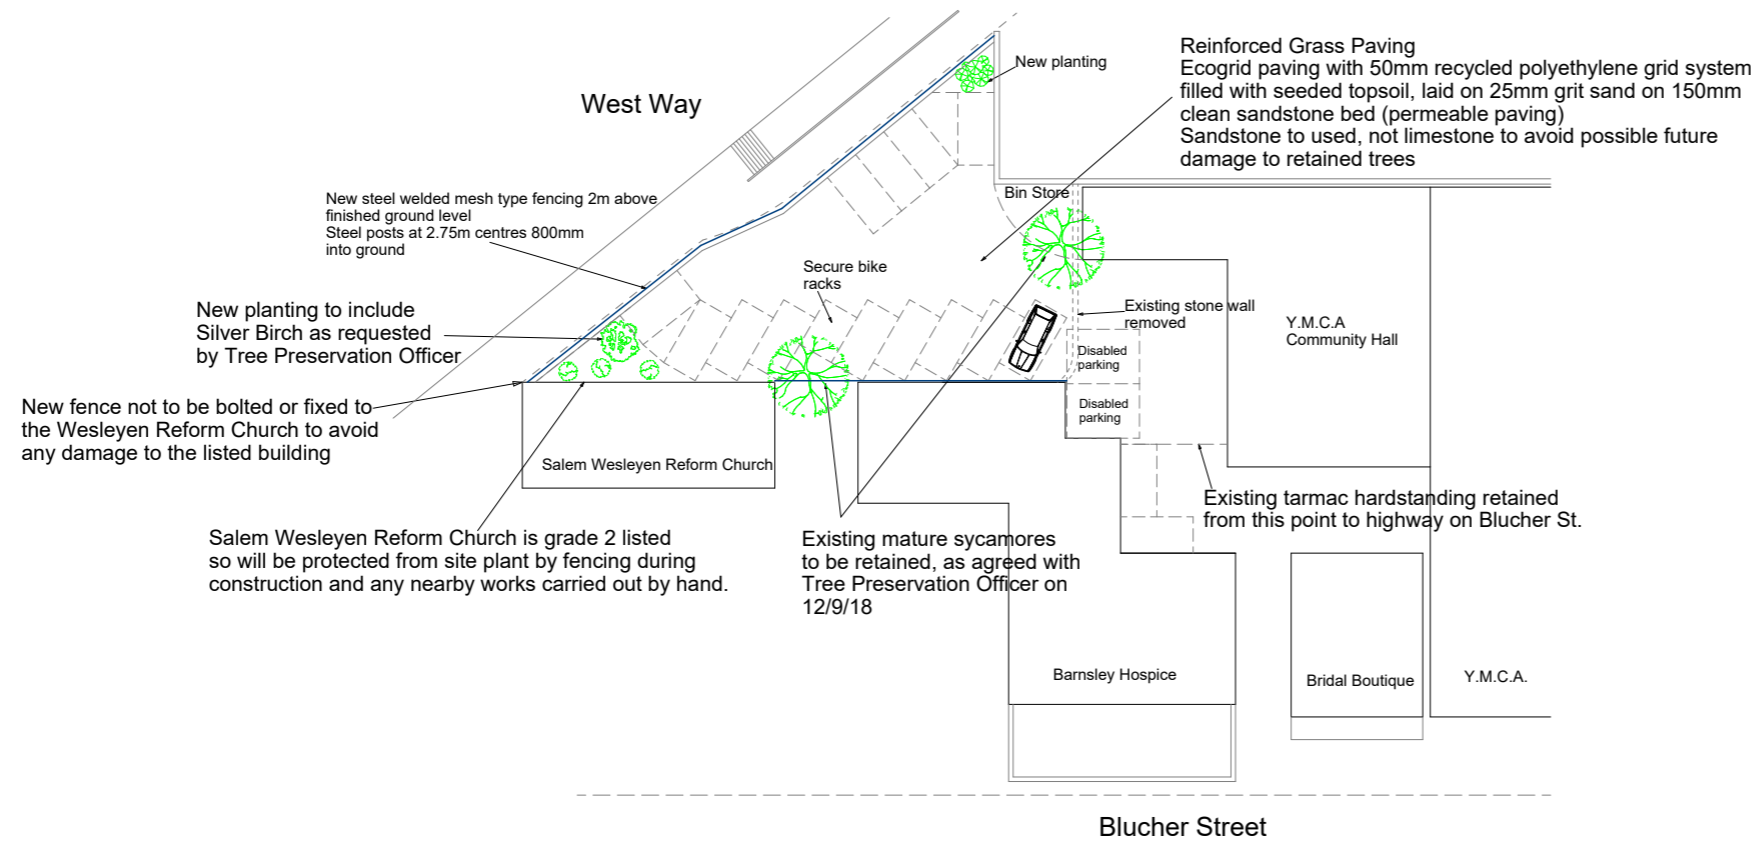 Reinforced Grass Paving
Ecogrid paving with 50mm recycled polyethylene grid system
filled with seeded topsoil, laid on 25mm grit sand on 150mm
clean sandstone bed (permeable paving)
Sandstone to used, not limestone to avoid possible future
damage to retained trees
New planting
West Way
New steel welded mesh type fencing 2m above
finished ground level
Steel posts at 2.75m centres 800mm
into ground
Bin Store
Secure bike
racks
New planting to include
Silver Birch as requested
by Tree Preservation Officer
Existing stone wall
removed
Y.M.C.A
Community Hall
Disabled
parking
Disabled
parking
New fence not to be bolted or fixed to
the Wesleyen Reform Church to avoid
any damage to the listed building
Salem Wesleyen Reform Church
Existing tarmac hardstanding retained
from this point to highway on Blucher St.
Salem Wesleyen Reform Church is grade 2 listed
so will be protected from site plant by fencing during
construction and any nearby works carried out by hand.
Existing mature sycamores
to be retained, as agreed with
Tree Preservation Officer on
12/9/18
Barnsley Hospice
Bridal Boutique
Y.M.C.A.
Blucher Street